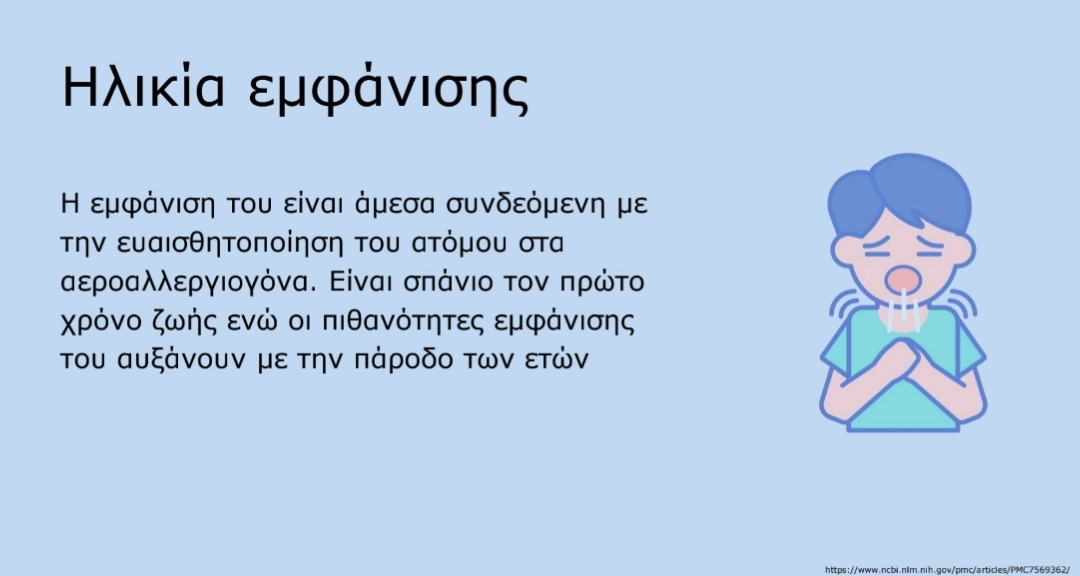 Ηλικία εμφάνισης
Η εμφάνιση του είναι άμεσα συνδεόμενη με
την ευαισθητοποίηση του ατόμου στα
αεροαλλεργιογόνα. Είναι σπάνιο τον πρώτο
χρόνο ζωής ενώ οι πιθανότητες εμφάνισης
του αυξάνουν με την πάροδο των ετών
https://www.ncbi.nlm.nih.gov/pmc/articles/PMC7569362/